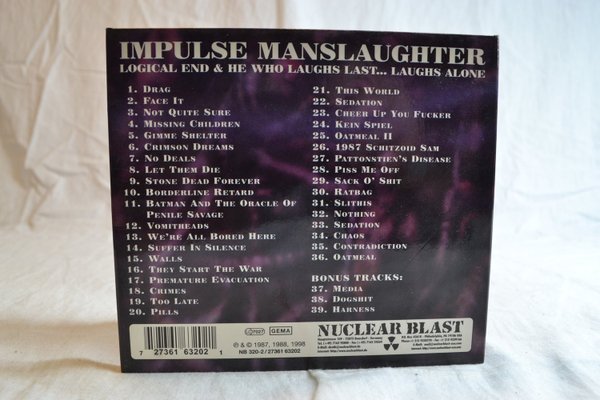 IMPULSE MANSLAUGHTER
LOGICAL END & HE WHO LAUGHS LAST... LAUGHS ALONE
1. DRAG
2. FACE IT
3. NOT QUITE SURE
4. MISSING CHILDREN
5. GIMME SHELTER
6. CRIMSON DREAMS
7. NO DEALS
8. LET THEM DIE
9. STONE DEAD FOREVER
10. BORDERLINE RETARD
11. BATMAN AND THE ORACLE OF
PENILE SAVAGE
12. VOMITHEADS
13. WE'RE ALL BORED HERE
14. SUFFER IN SILENCE
15. WALLS
16. THEY START THE WAR
17. PREMATURE EVACUATION
18. CRIMES
19. TOO LATE
20. PILLS
21. THIS WORLD
22. SEDATION
23. CHEER UP YOU FUCKER
24. KEIN SPIEL
25. OATMEAL II
26. 1987 SCHITZOID SAM
27. PATTONSTIEN'S DISEASE
28. PISS ME OFF
29. SACK O' SHIT
30. RATBAG
31. SLITHIS
32. NOTHING
33. SEDATION
34. CHAOS
35. CONTRADICTION
36. OATMEAL
BONUS TRACKS:
37. MEDIA
38. DOGSHIT
39. HARNESS
7 27361 63202 1
GEMA
℗ & © 1987, 1988, 1998
NB 320-2 / 27361 63202
NUCLEAR BLAST